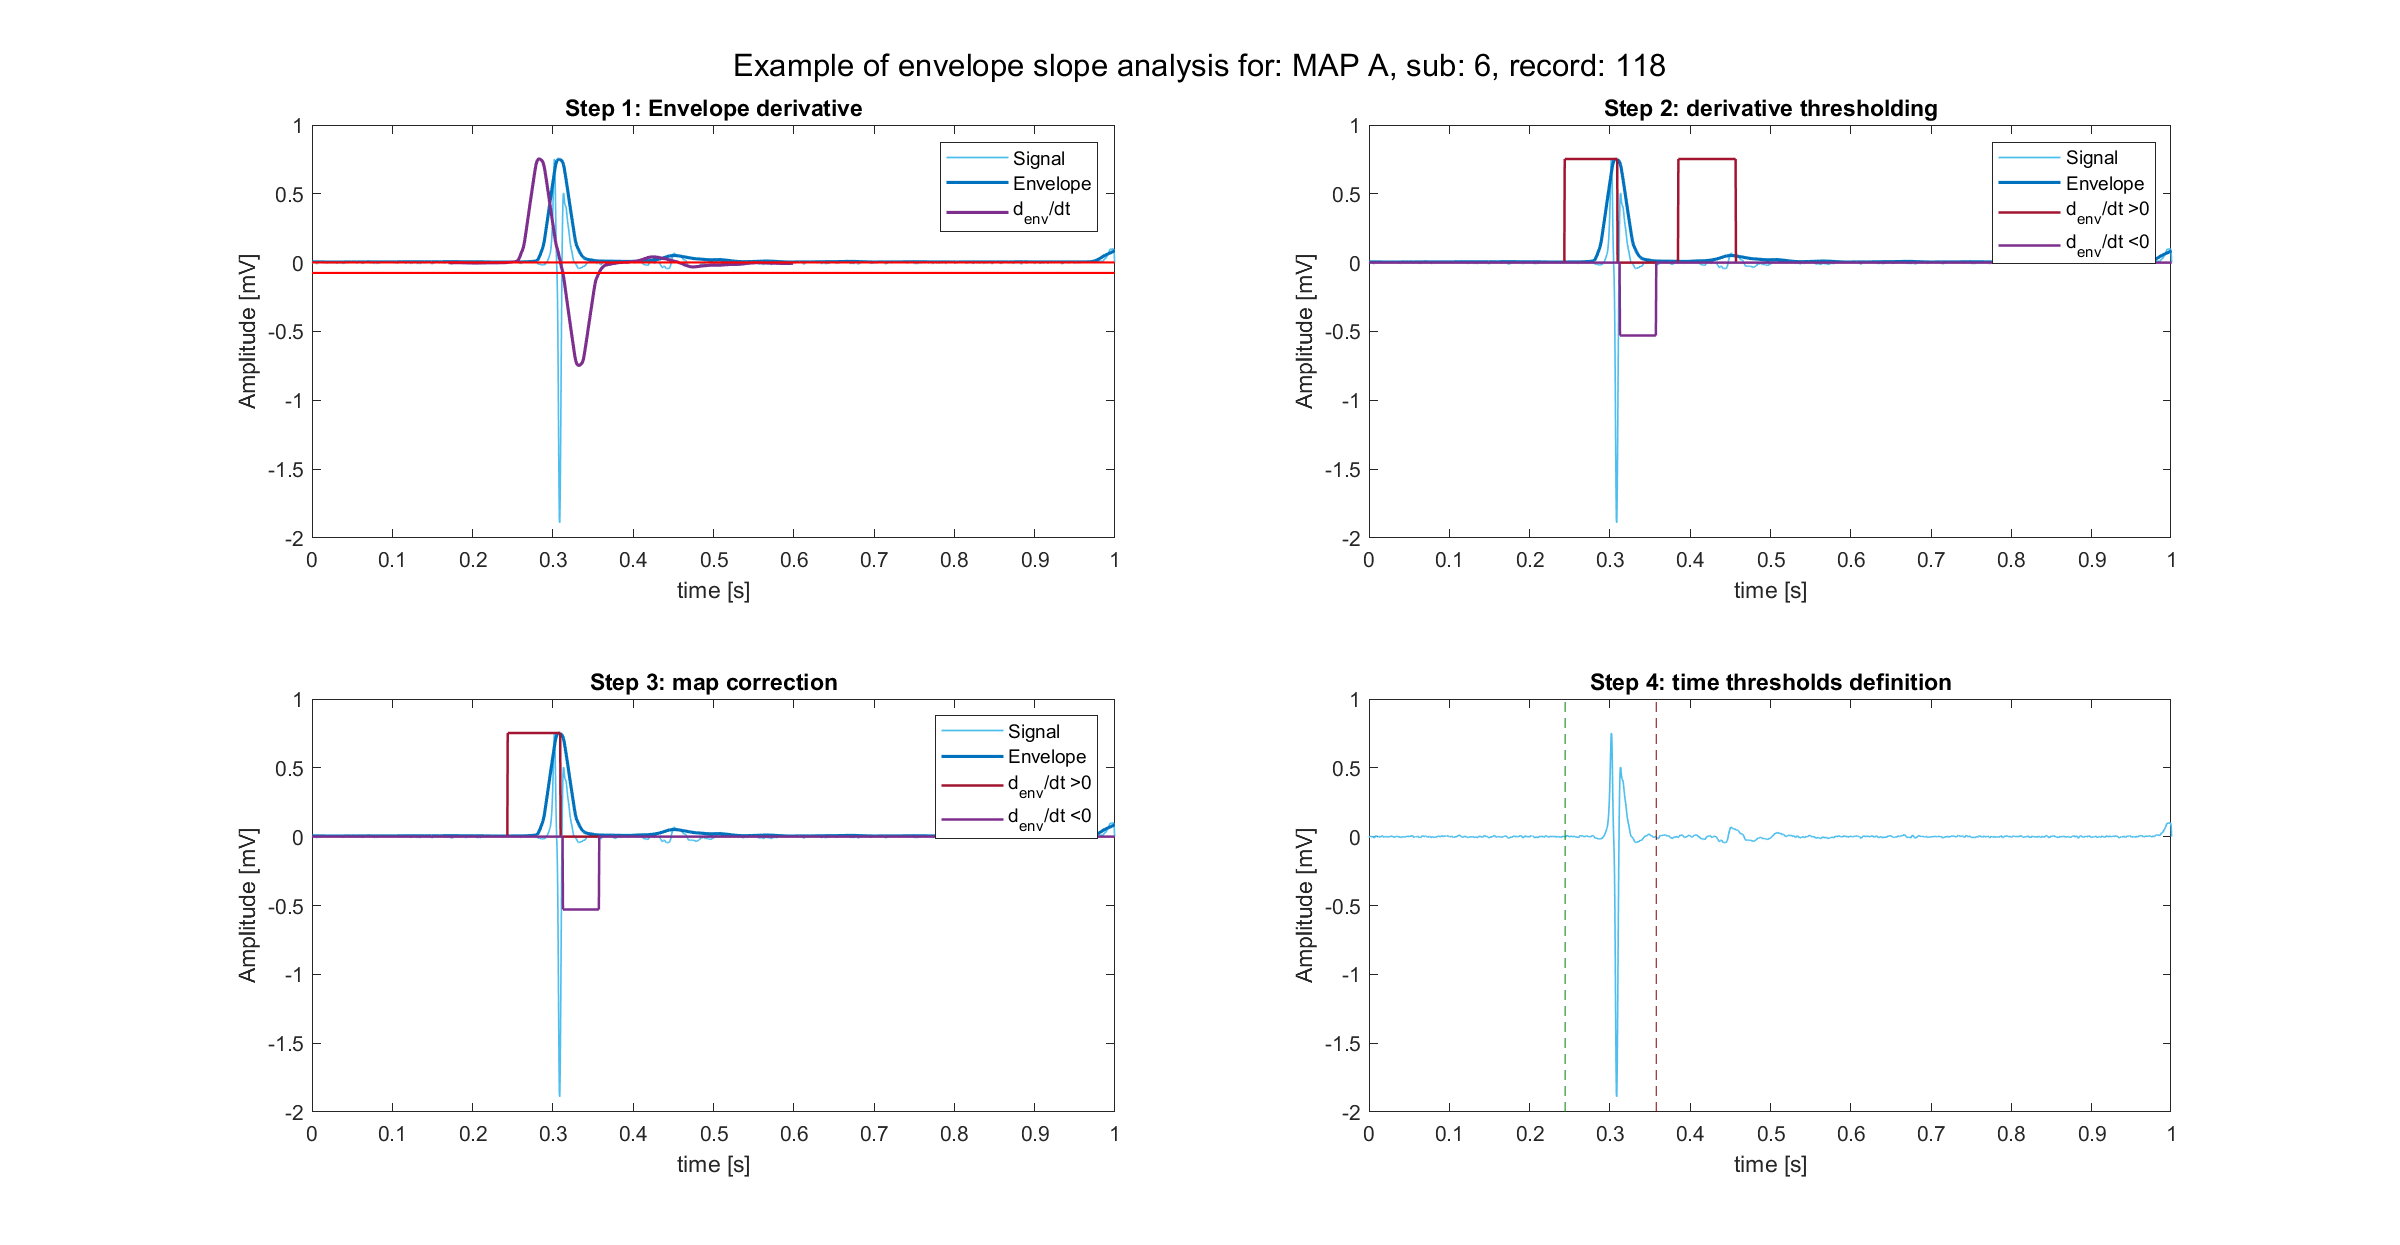 Example of envelope slope analysis for: MAP A, sub: 6, record: 118
Step 1: Envelope derivative
Amplitude [mV]
1
0.5
0
-0.5
-1
-1.5
-2
0 0.1 0.2 0.3 0.4 0.5 0.6 0.7 0.8 0.9 1
time [s]
Signal
Envelope
d_env/dt
Step 2: derivative thresholding
Amplitude [mV]
1
0.5
0
-0.5
-1
-1.5
-2
0 0.1 0.2 0.3 0.4 0.5 0.6 0.7 0.8 0.9 1
time [s]
Signal
Envelope
d_env/dt >0
d_env/dt <0
Step 3: map correction
Amplitude [mV]
1
0.5
0
-0.5
-1
-1.5
-2
0 0.1 0.2 0.3 0.4 0.5 0.6 0.7 0.8 0.9 1
time [s]
Signal
Envelope
d_env/dt >0
d_env/dt <0
Step 4: time thresholds definition
Amplitude [mV]
1
0.5
0
-0.5
-1
-1.5
-2
0 0.1 0.2 0.3 0.4 0.5 0.6 0.7 0.8 0.9 1
time [s]